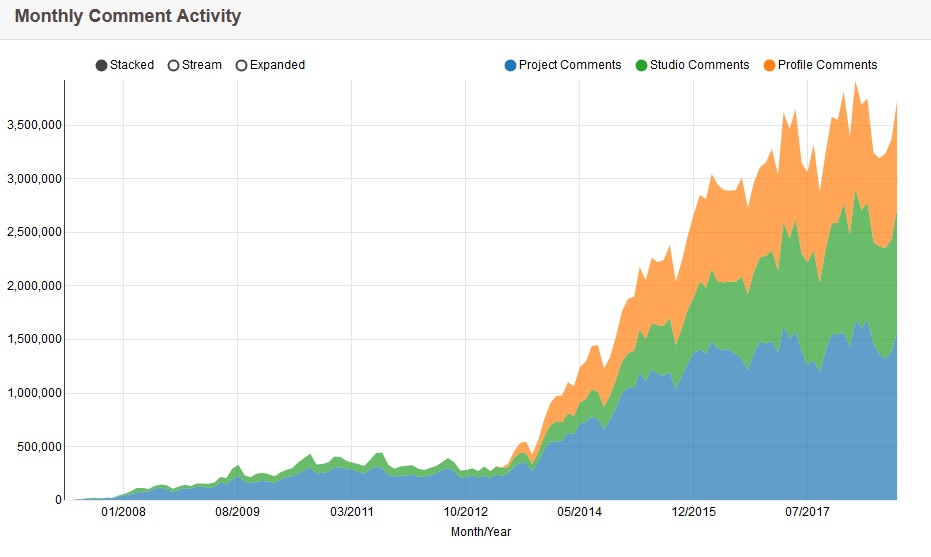 Monthly Comment Activity
Stacked Stream Expanded Project Comments Studio Comments Profile Comments
3,500,000
3,000,000
2,500,000
2,000,000
1,500,000
1,000,000
500,000
0
01/2008 08/2009 03/2011 10/2012 05/2014 12/2015 07/2017
Month/Year